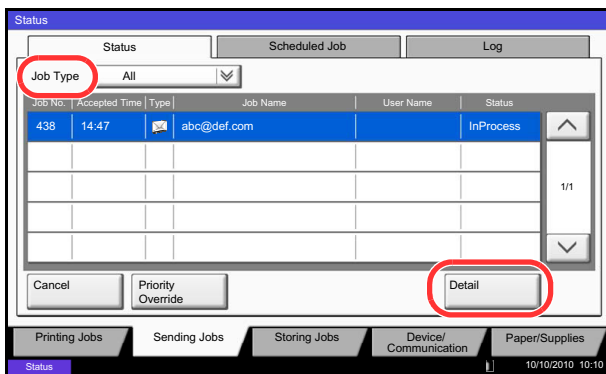 Status
Status Scheduled Job Log
Job Type All
Job No. Accepted Time Type Job Name User Name Status
438 14:47 abc@def.com InProcess
1/1
Cancel Priority Override Detail
Printing Jobs Sending Jobs Storing Jobs Device/ Communication Paper/Supplies
Status 10/10/2010 10:10